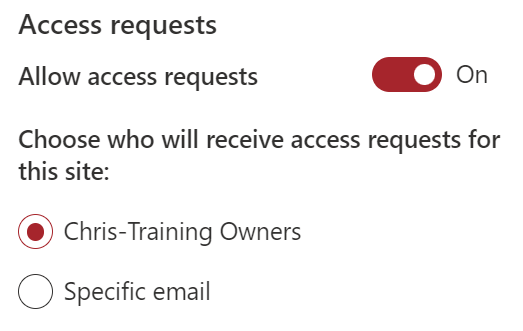 Access requests
Allow access requests On
Choose who will receive access requests for
this site:
Chris-Training Owners
Specific email